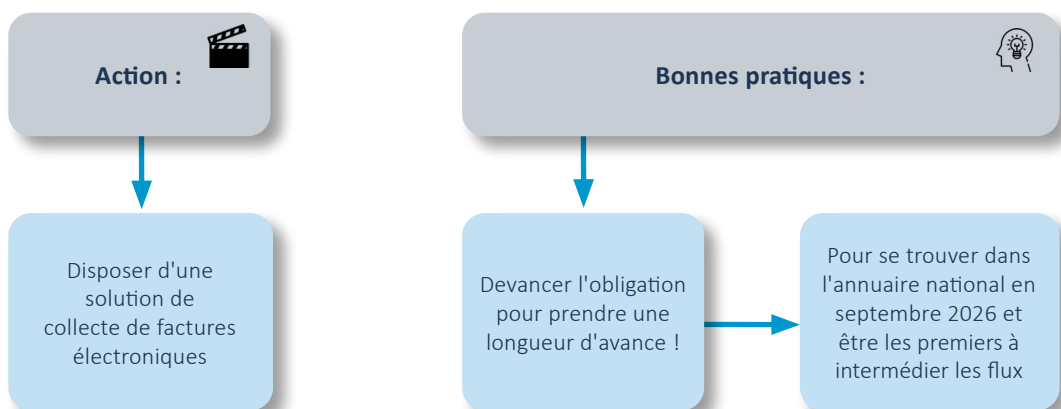 Action :
Bonnes pratiques :
Disposer d'une
solution de
collecte de factures
électroniques
Devancer l'obligation
pour prendre une
longueur d'avance !
Pour se trouver dans
l'annuaire national en
septembre 2026 et
être les premiers à
intermédier les flux